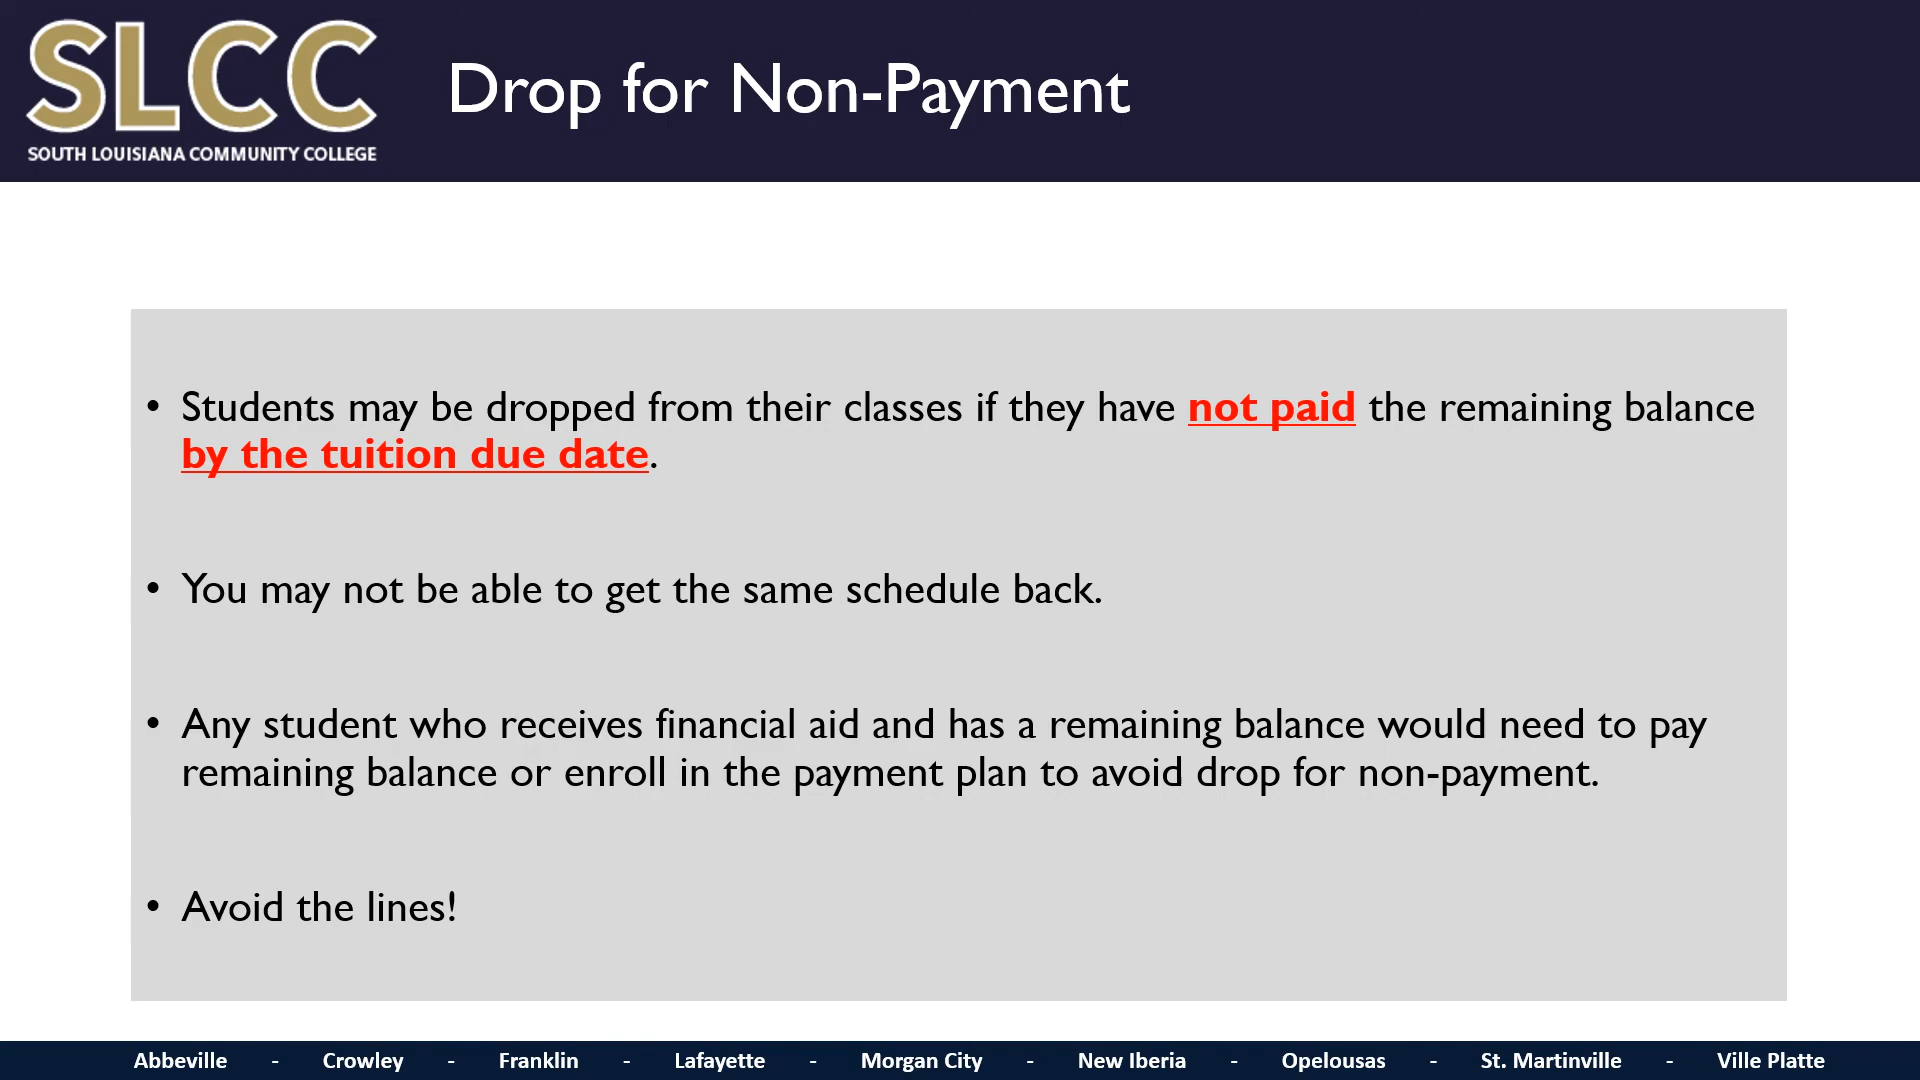 SLCC
SOUTH LOUISIANA COMMUNITY COLLEGE
Drop for Non-Payment
• Students may be dropped from their classes if they have not paid the remaining balance
by the tuition due date.
• You may not be able to get the same schedule back.
• Any student who receives financial aid and has a remaining balance would need to pay
remaining balance or enroll in the payment plan to avoid drop for non-payment.
• Avoid the lines!
Abbeville - Crowley - Franklin - Lafayette - Morgan City - New Iberia - Opelousas - St. Martinville - Ville Platte